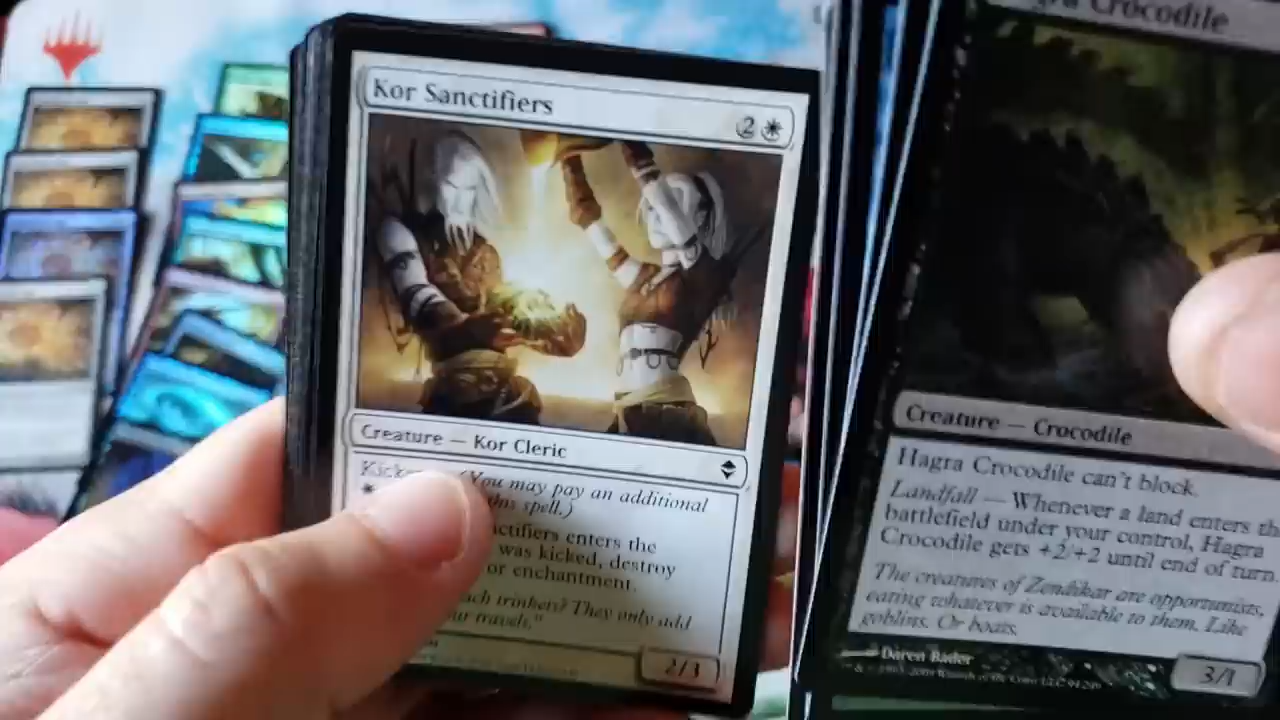 Kor Sanctifiers
2
Creature — Kor Cleric
(You may pay an additional
this spell.)
enters the
was kicked, destroy
or enchantment.
trinkets? They only add
travels."
2/3
Crocodile
Creature — Crocodile
Hagra Crocodile can't block.
Landfall — Whenever a land enters
battlefield under your control, Hagra
Crocodile gets +2/+2 until end of turn.
The creatures of Zendikar are opportunists,
eating whatever is available to them. Like
goblins. Or boats.
Daren Bader
3/1